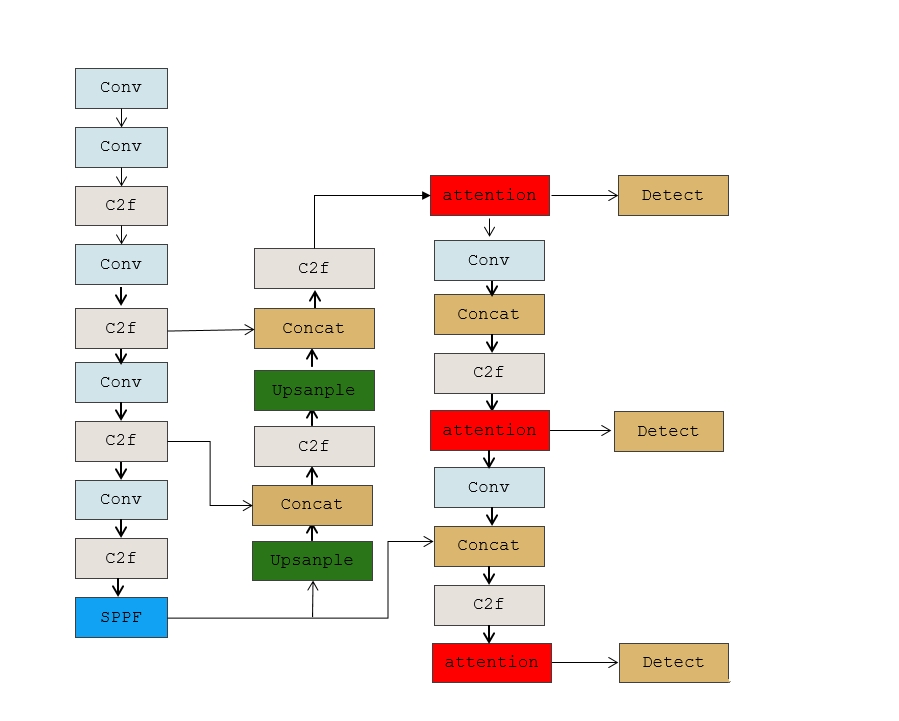 Conv
Conv
C2f
Conv
C2f
Conv
C2f
Conv
C2f
SPPF
C2f
Concat
Upsanple
C2f
Concat
Upsanple
attention
Detect
Conv
Concat
C2f
attention
Detect
Conv
Concat
C2f
attention
Detect